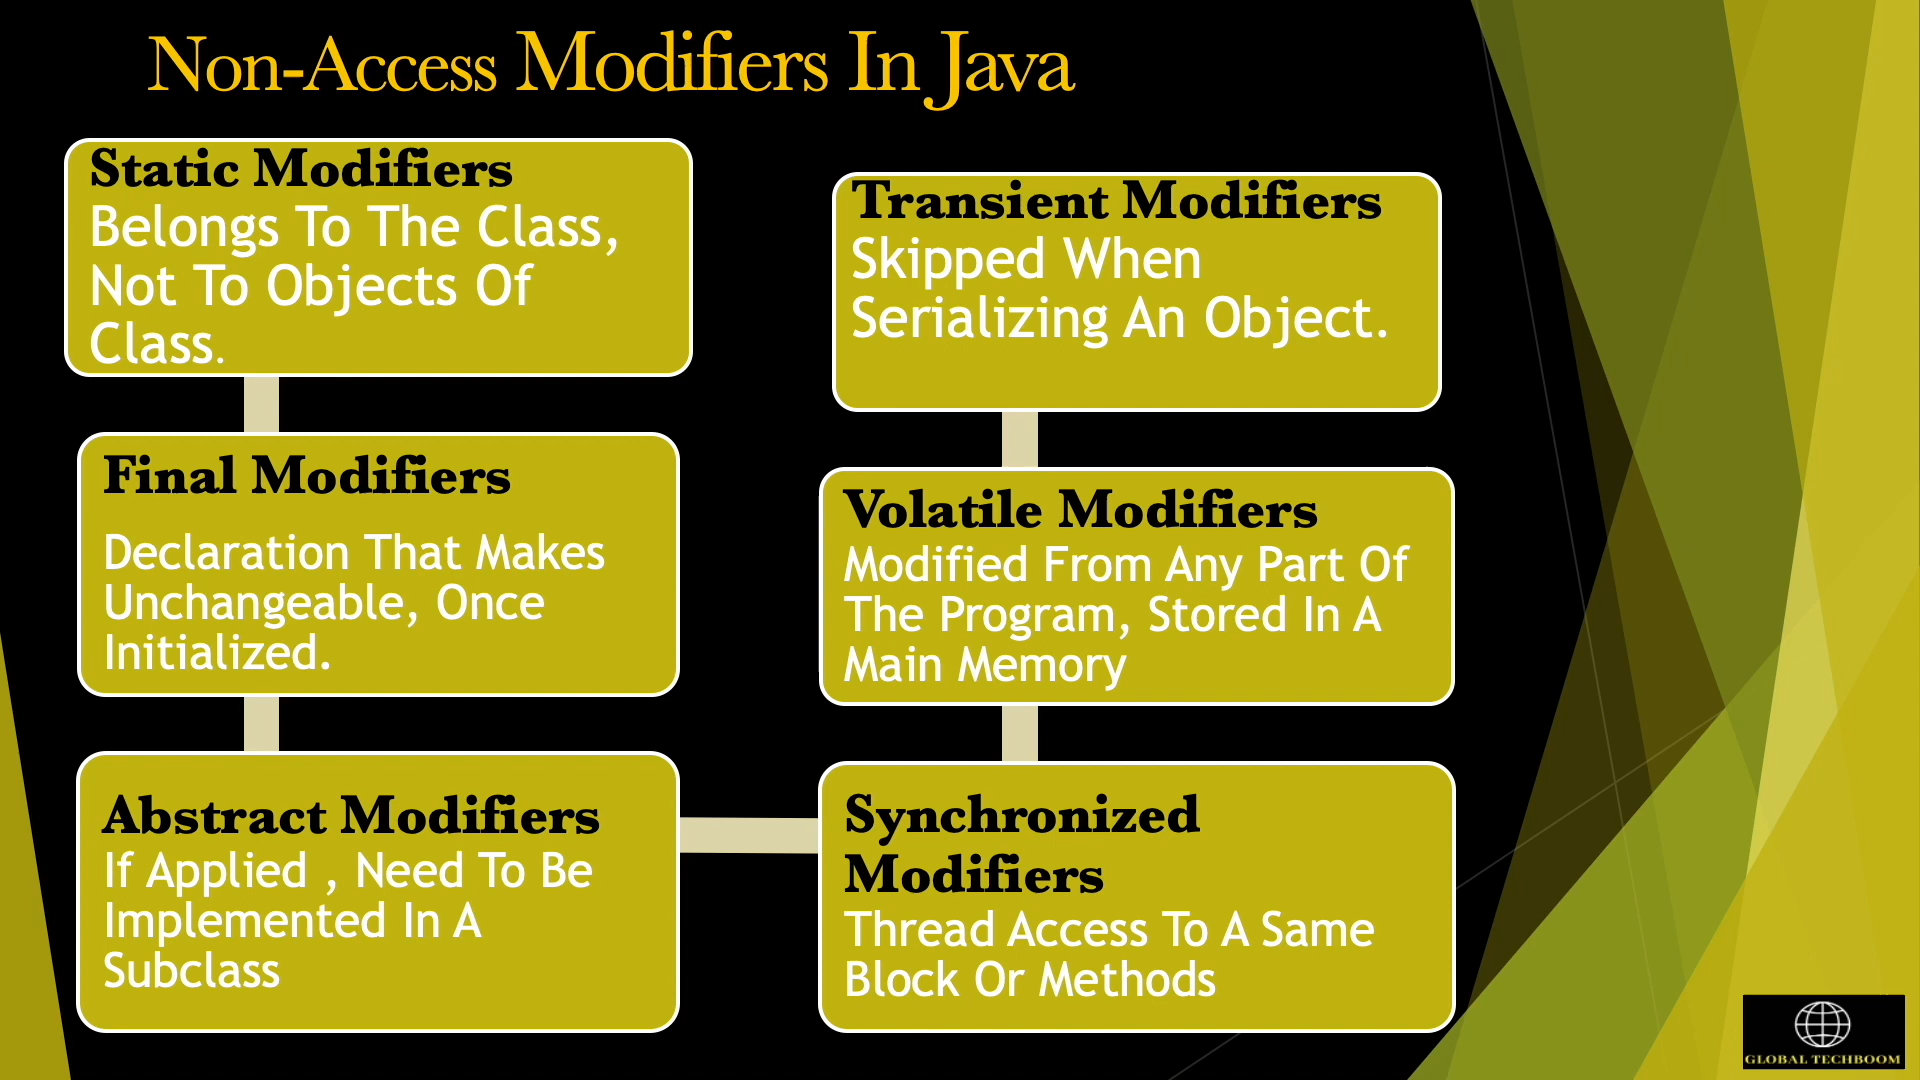 Non-Access Modifiers In Java
Static Modifiers
Belongs To The Class,
Not To Objects Of
Class.
Final Modifiers
Declaration That Makes
Unchangeable, Once
Initialized.
Abstract Modifiers
If Applied , Need To Be
Implemented In A
Subclass
Transient Modifiers
Skipped When
Serializing An Object.
Volatile Modifiers
Modified From Any Part Of
The Program, Stored In A
Main Memory
Synchronized
Modifiers
Thread Access To A Same
Block Or Methods
GLOBAL TECHBOOM